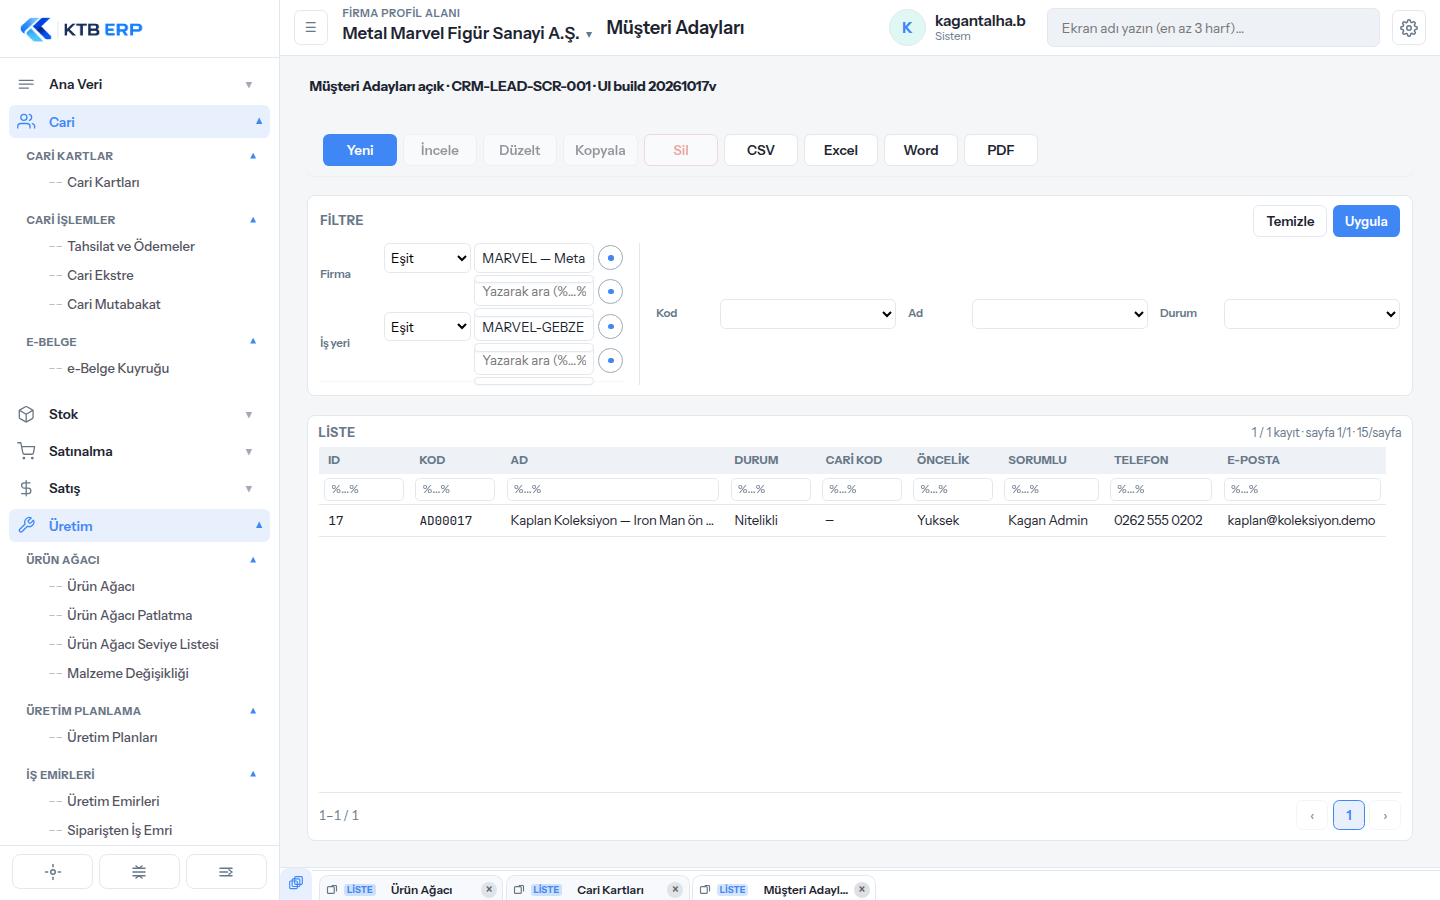 KTB ERP
Ana Veri
Cari
CARİ KARTLAR
Cari Kartları
CARİ İŞLEMLER
Tahsilat ve Ödemeler
Cari Ekstre
Cari Mutabakat
E-BELGE
e-Belge Kuyruğu
Stok
Satınalma
Satış
Üretim
ÜRÜN AĞACI
Ürün Ağacı
Ürün Ağacı Patlatma
Ürün Ağacı Seviye Listesi
Malzeme Değişikliği
ÜRETİM PLANLAMA
Üretim Planları
İŞ EMİRLERİ
Üretim Emirleri
Siparişten İş Emri
FİRMA PROFİL ALANI
Metal Marvel Figür Sanayi A.Ş.
Müşteri Adayları
K
kagantalha.b
Sistem
Ekran adı yazın (en az 3 harf)...
Müşteri Adayları açık · CRM-LEAD-SCR-001 · UI build 20261017v
Yeni İncele Düzelt Kopyala Sil CSV Excel Word PDF
FİLTRE
Temizle Uygula
Firma Eşit MARVEL — Meta
Yazarak ara (%...%
İş yeri Eşit MARVEL-GEBZE
Yazarak ara (%...%
Kod Ad Durum
LİSTE
1 / 1 kayıt · sayfa 1/1 · 15/sayfa
ID KOD AD DURUM CARİ KOD ÖNCELİK SORUMLU TELEFON E-POSTA
%...% %...% %...% %...% %...% %...% %...% %...% %...%
17 AD00017 Kaplan Koleksiyon — Iron Man ön ... Nitelikli — Yuksek Kagan Admin 0262 555 0202 kaplan@koleksiyon.demo
1–1 / 1
‹ 1 ›
LİSTE Ürün Ağacı × LİSTE Cari Kartları × LİSTE Müşteri Adayl... ×